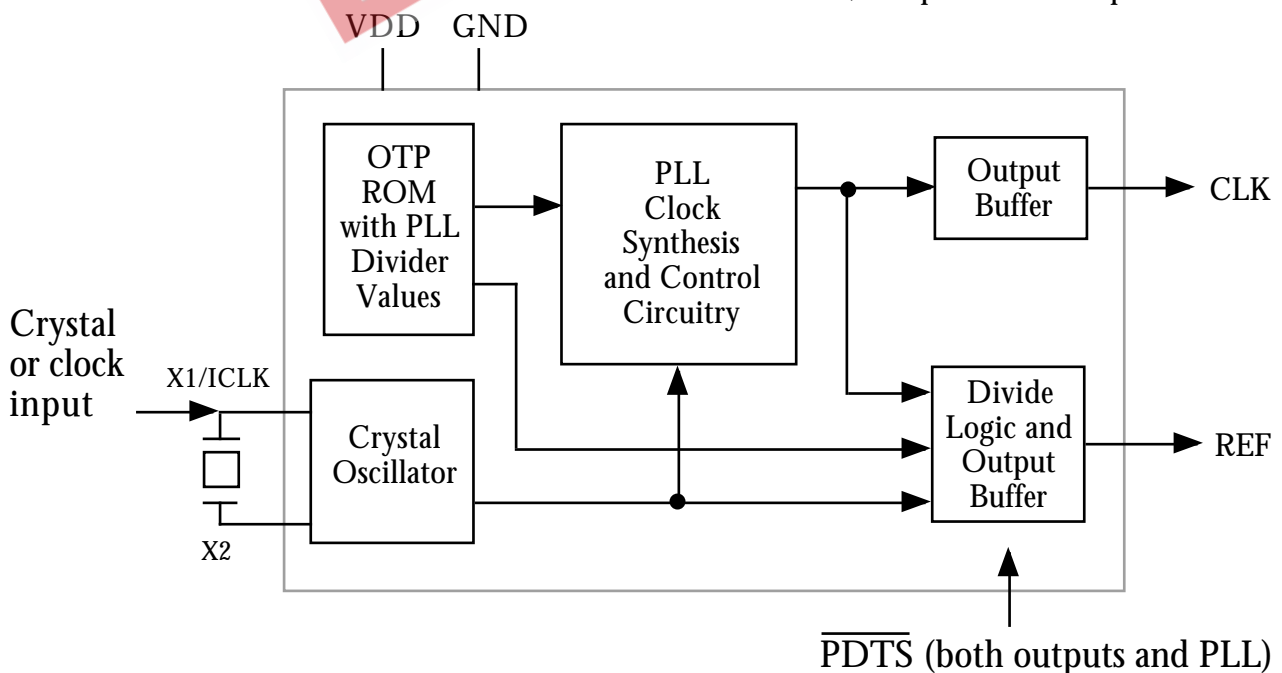 VDD GND
OTP
ROM
with PLL
Divider
Values
PLL
Clock
Synthesis
and Control
Circuitry
Output
Buffer
CLK
Crystal
or clock
input
X1/ICLK
X2
Crystal
Oscillator
Divide
Logic and
Output
Buffer
REF
PDTS (both outputs and PLL)